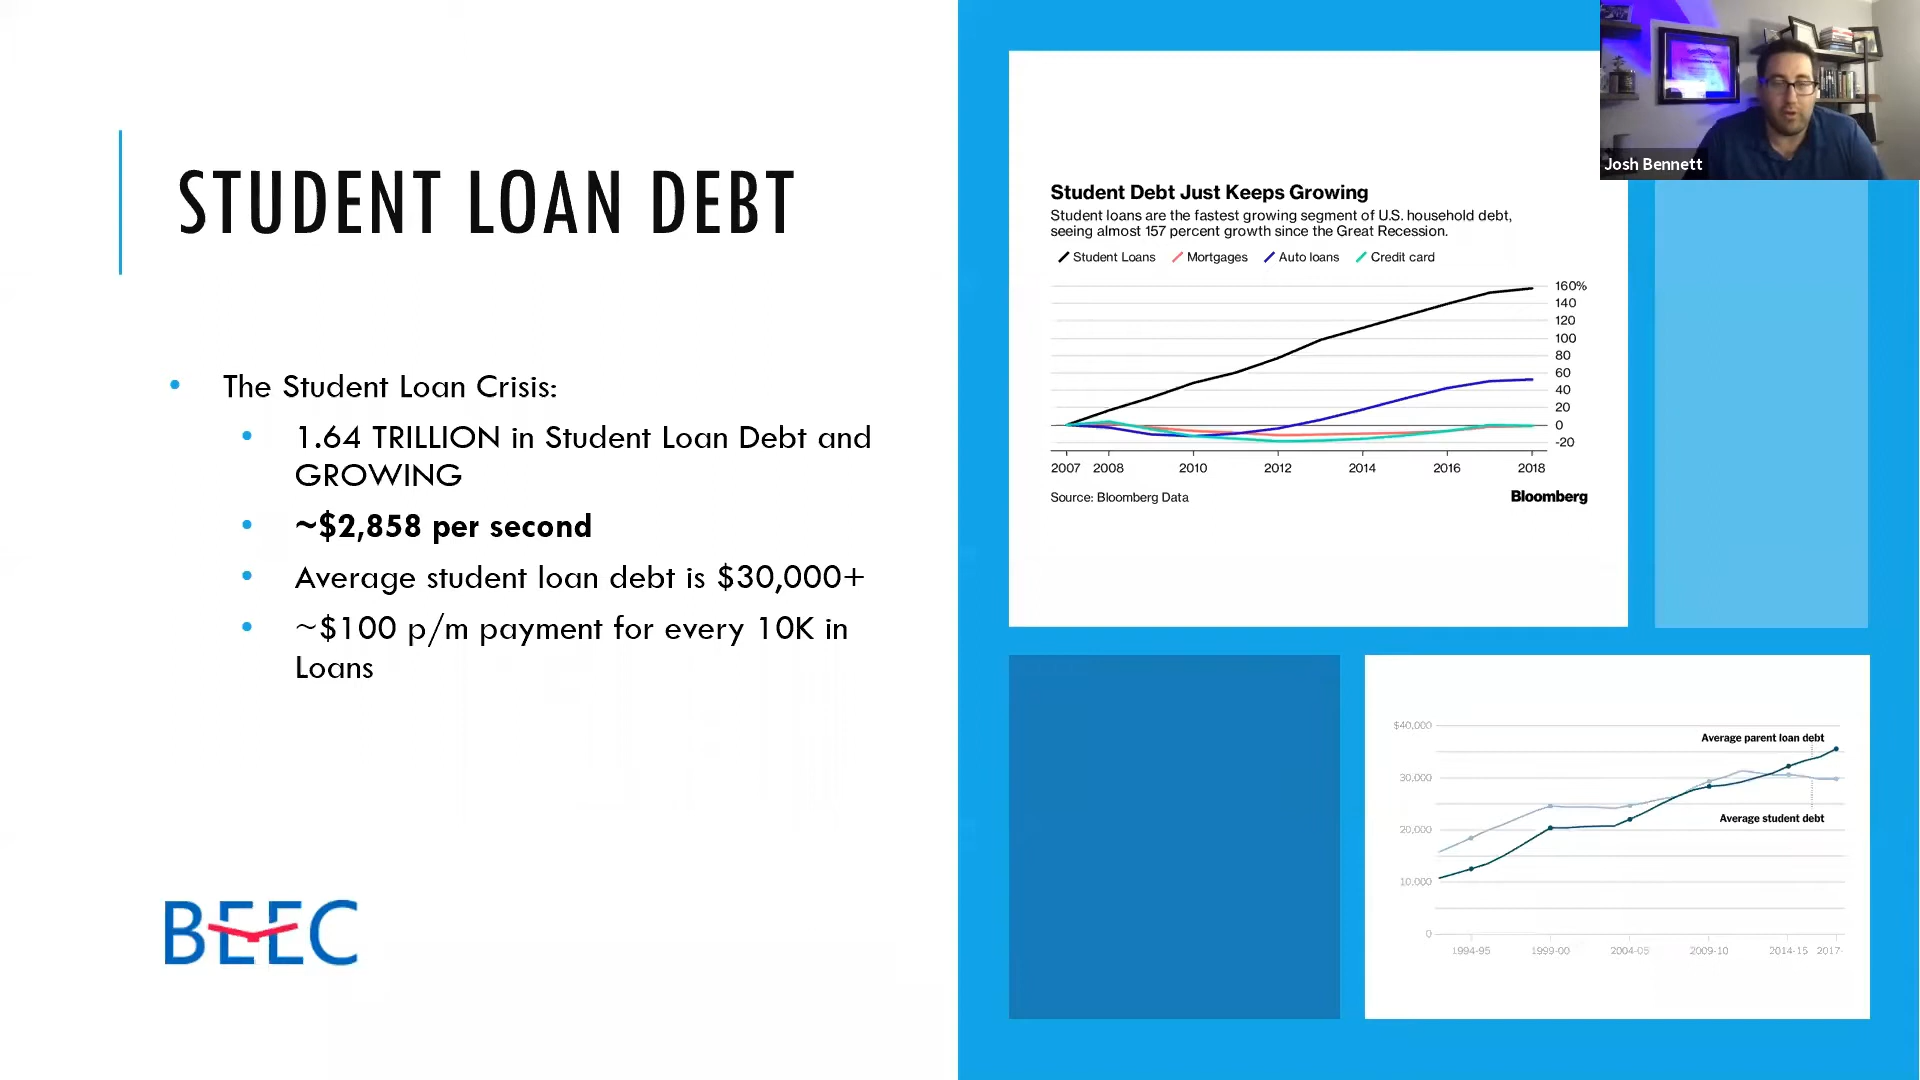 STUDENT LOAN DEBT
• The Student Loan Crisis:
• 1.64 TRILLION in Student Loan Debt and
GROWING
• ~$2,858 per second
• Average student loan debt is $30,000+
• ~$100 p/m payment for every 10K in
Loans
BEEC
Josh Bennett
Student Debt Just Keeps Growing
Student loans are the fastest growing segment of U.S. household debt,
seeing almost 157 percent growth since the Great Recession.
Student Loans Mortgages Auto loans Credit card
160%
140
120
100
80
60
40
20
0
-20
2007 2008 2010 2012 2014 2016 2018
Source: Bloomberg Data Bloomberg
$40,000
Average parent loan debt
30,000
Average student debt
20,000
10,000
0
1994-95 1999-00 2004-05 2009-10 2014-15 2017-